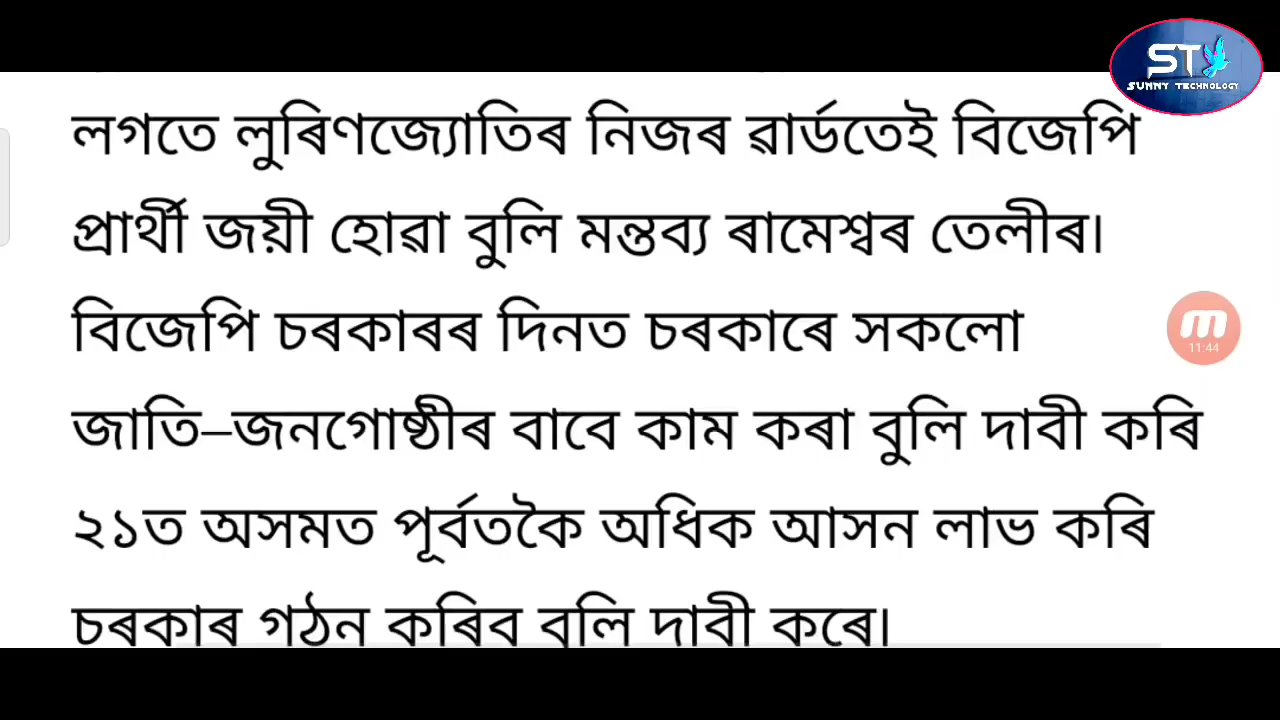 ST
SUNNY TECHNOLOGY
লগতে লুৰিণজ্যোতিৰ নিজৰ ৱাৰ্ডতেই বিজেপি
প্ৰাৰ্থী জয়ী হোৱা বুলি মন্তব্য ৰামেশ্বৰ তেলীৰ।
বিজেপি চৰকাৰৰ দিনত চৰকাৰে সকলো
জাতি–জনগোষ্ঠীৰ বাবে কাম কৰা বুলি দাবী কৰি
২১ত অসমত পূৰ্বতকৈ অধিক আসন লাভ কৰি
চৰকাৰ গঠন কৰিব বুলি দাবী কৰে।
11:44